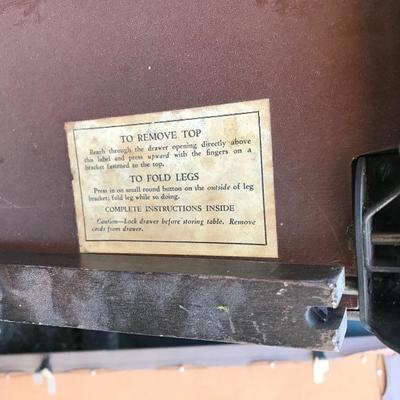 TO REMOVE TOP
Reach through the drawer opening directly above
this label and press upward with the fingers on a
bracket fastened to the top.
TO FOLD LEGS
Press in on small round button on the outside of leg
bracket; fold leg while so doing.
COMPLETE INSTRUCTIONS INSIDE
Caution—Lock drawer before storing table. Remove
cards from drawer.